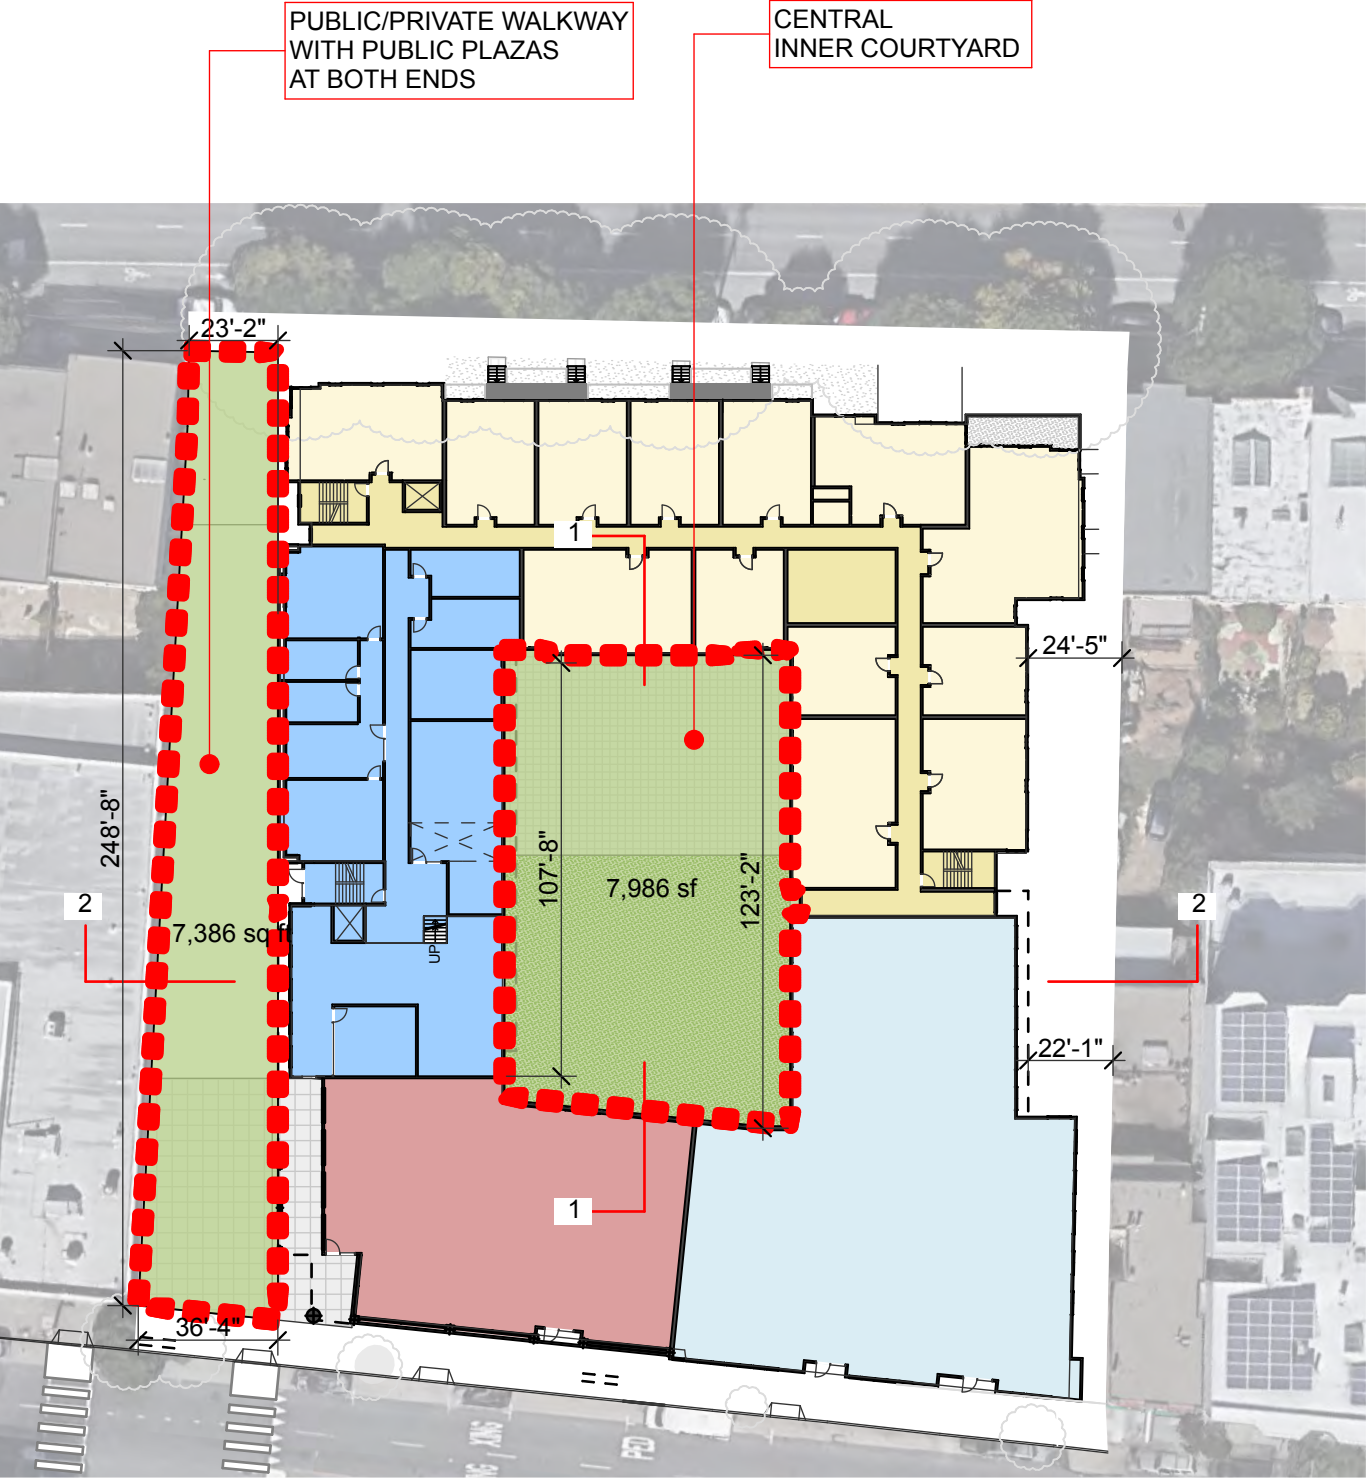 PUBLIC/PRIVATE WALKWAY
WITH PUBLIC PLAZAS
AT BOTH ENDS
CENTRAL
INNER COURTYARD
23'-2"
1
24'-5"
248'-8"
107'-8"
7,986 sf
123'-2"
2
2
7,386 sq ft
UP
22'-1"
1
36'-4"
XING
PED